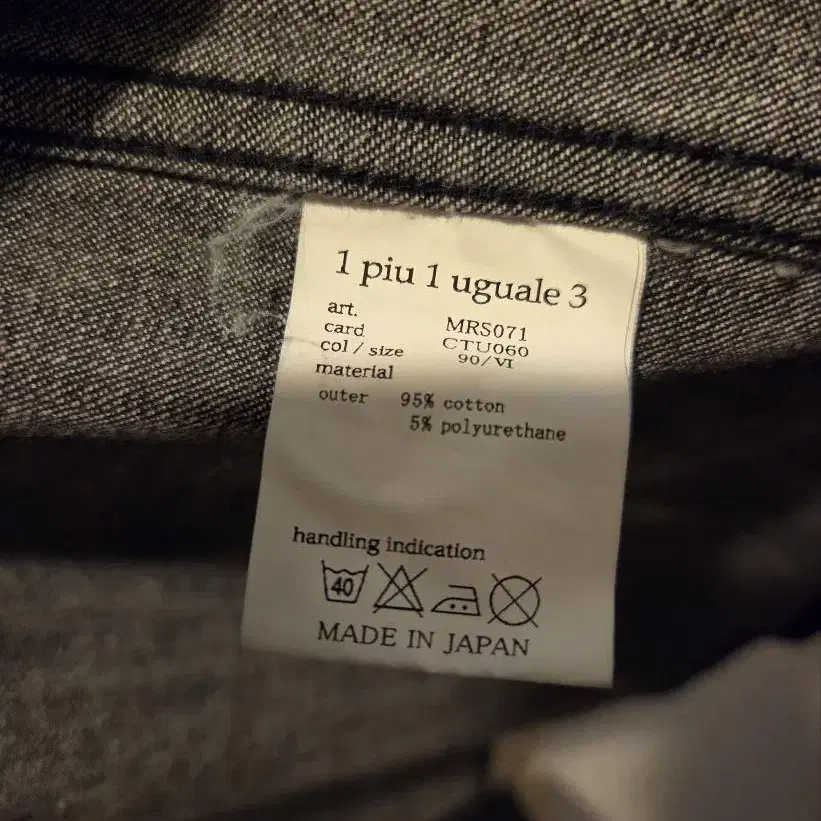 1 piu 1 uguale 3
art. MRS071
card CTU060
col / size 90/VI
material
outer 95% cotton
5% polyurethane
handling indication
40
MADE IN JAPAN